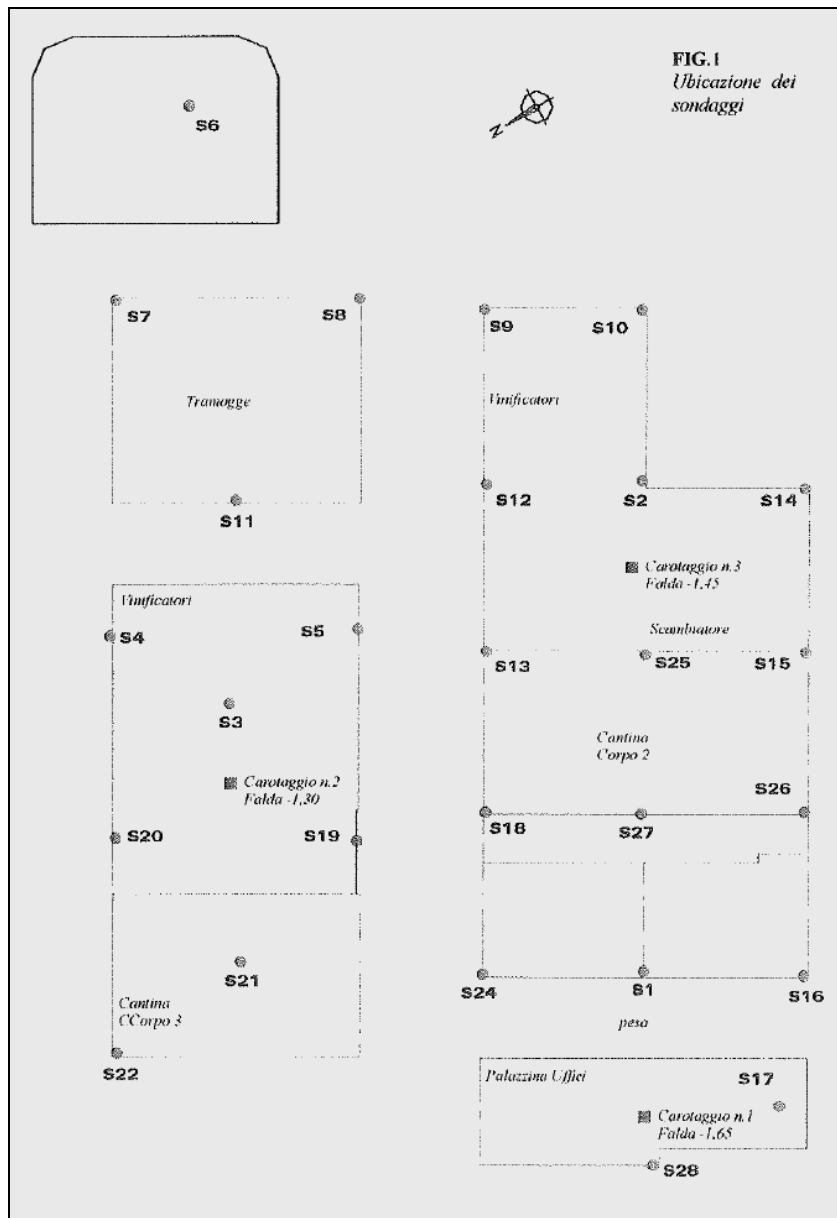 FIG.1
Ubicazione dei
sondaggi
N
S6
S7
S8
S9
S10
Tramogge
Vinificatori
S12
S2
S14
S11
Carotaggio n.3
Falda -1,45
Vinificatori
S4
S5
Scambiatore
S13
S25
S15
S3
Cantina
Corpo 2
Carotaggio n.2
Falda -1,30
S26
S20
S19
S18
S27
S21
S24
S1
S16
Cantina
CCorpo 3
pesa
S22
Palazzina Uffici
S17
Carotaggio n.1
Falda -1,65
S28